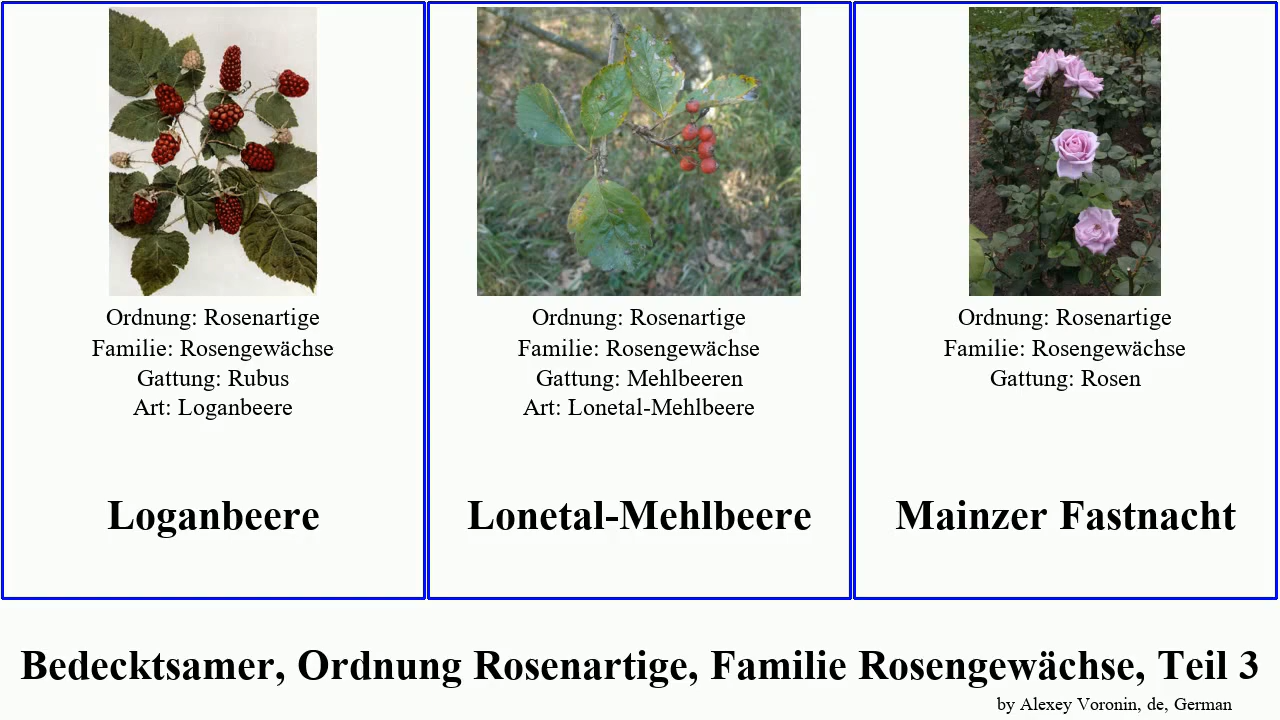 Ordnung: Rosenartige
Familie: Rosengewächse
Gattung: Rubus
Art: Loganbeere
Loganbeere
Ordnung: Rosenartige
Familie: Rosengewächse
Gattung: Mehlbeeren
Art: Lonetal-Mehlbeere
Lonetal-Mehlbeere
Ordnung: Rosenartige
Familie: Rosengewächse
Gattung: Rosen
Mainzer Fastnacht
Bedecktsamer, Ordnung Rosenartige, Familie Rosengewächse, Teil 3
by Alexey Voronin, de, German